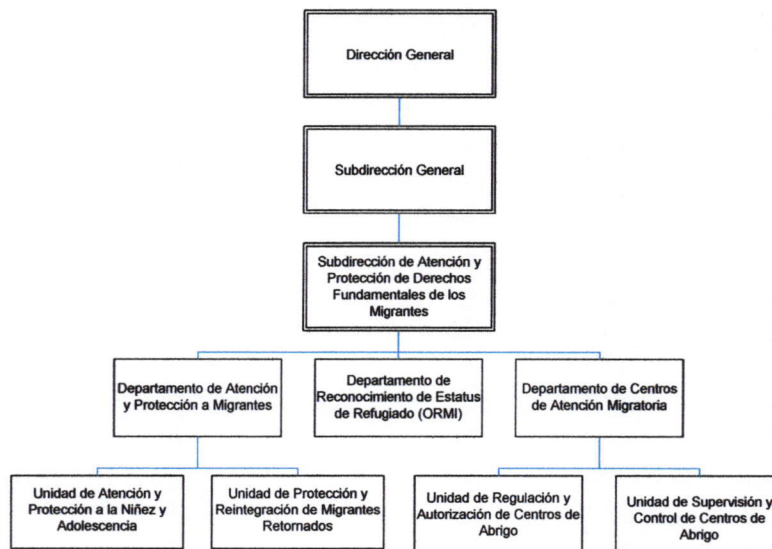 Dirección General
Subdirección General
Subdirección de Atención y
Protección de Derechos
Fundamentales de los
Migrantes
Departamento de Atención
y Protección a Migrantes
Departamento de
Reconocimiento de Estatus
de Refugiado (ORMI)
Departamento de Centros
de Atención Migratoria
Unidad de Atención y
Protección a la Niñez y
Adolescencia
Unidad de Protección y
Reintegración de Migrantes
Retornados
Unidad de Regulación y
Autorización de Centros de
Abrigo
Unidad de Supervisión y
Control de Centros de
Abrigo